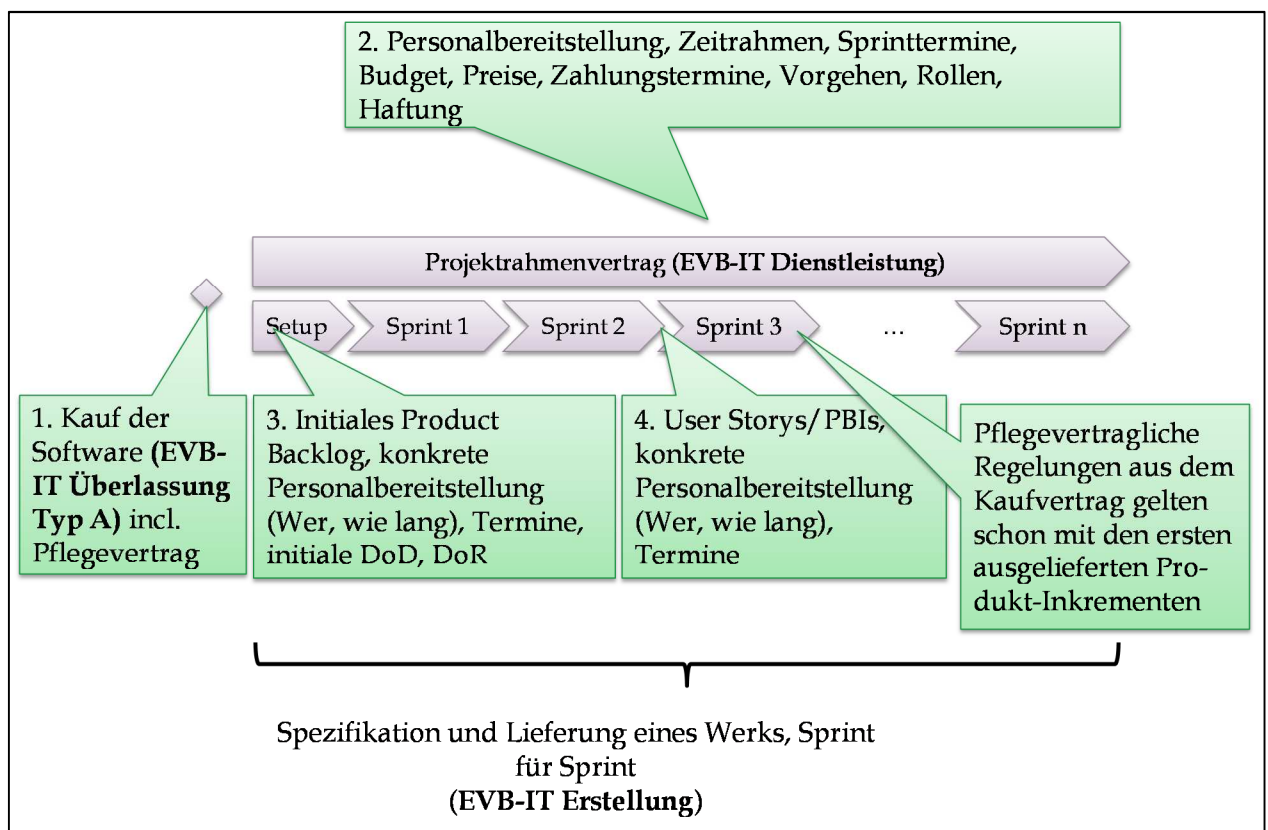 2. Personalbereitstellung, Zeitrahmen, Sprinttermine,
Budget, Preise, Zahlungstermine, Vorgehen, Rollen,
Haftung
Projektrahmenvertrag (EVB-IT Dienstleistung)
Setup
Sprint 1
Sprint 2
Sprint 3
...
Sprint n
1. Kauf der
Software (EVB-
IT Überlassung
Typ A) incl.
Pflegevertrag
3. Initiales Product
Backlog, konkrete
Personalbereitstellung
(Wer, wie lang), Termine,
initiale DoD, DoR
4. User Storys/PBIs,
konkrete
Personalbereitstellung
(Wer, wie lang),
Termine
Pflegevertragliche
Regelungen aus dem
Kaufvertrag gelten
schon mit den ersten
ausgelieferten Pro-
dukt-Inkrementen
Spezifikation und Lieferung eines Werks, Sprint
für Sprint
(EVB-IT Erstellung)